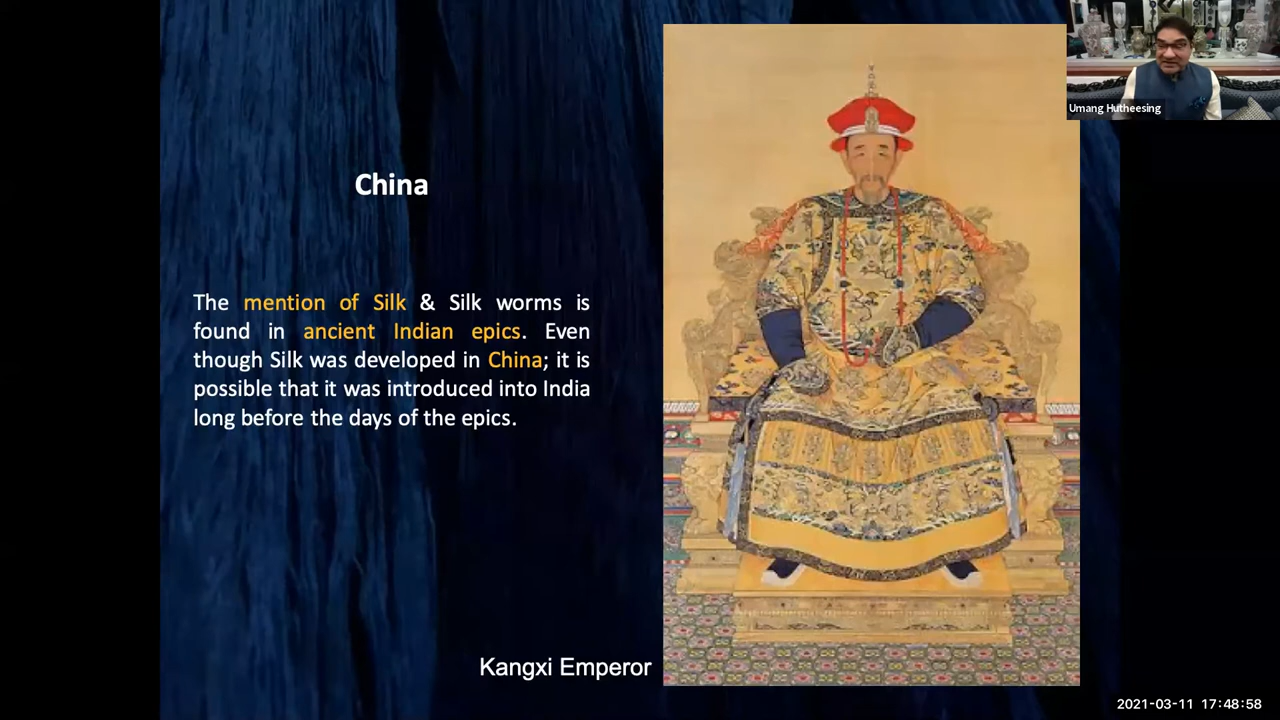 China
The mention of Silk & Silk worms is
found in ancient Indian epics. Even
though Silk was developed in China; it is
possible that it was introduced into India
long before the days of the epics.
Kangxi Emperor
Umang Hutheesing
2021-03-11 17:48:58